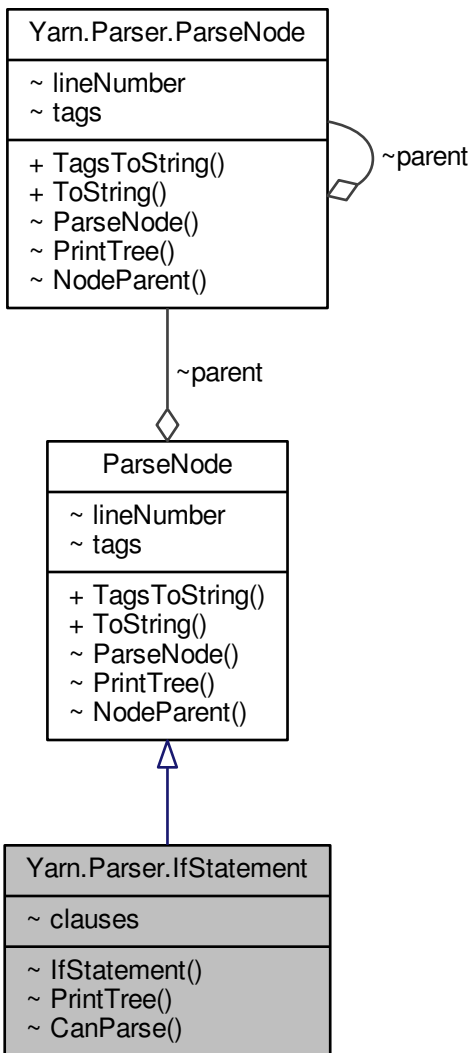 Yarn.Parser.ParseNode
~ lineNumber
~ tags
+ TagsToString()
+ ToString()
~ ParseNode()
~ PrintTree()
~ NodeParent()
~parent
~parent
ParseNode
~ lineNumber
~ tags
+ TagsToString()
+ ToString()
~ ParseNode()
~ PrintTree()
~ NodeParent()
Yarn.Parser.IfStatement
~ clauses
~ IfStatement()
~ PrintTree()
~ CanParse()